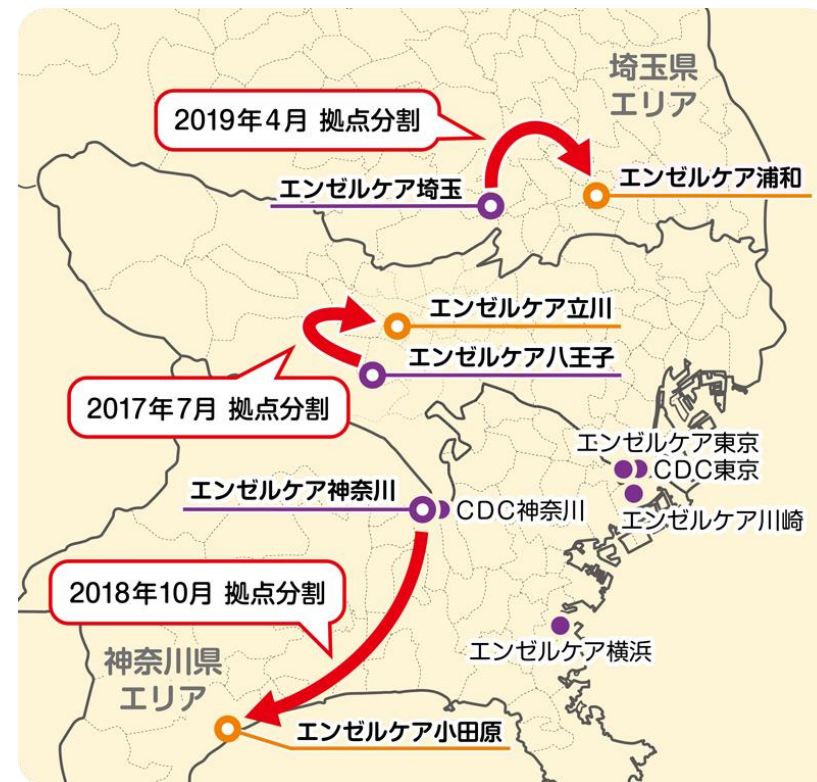 埼玉県
エリア
2019年4月 拠点分割
エンゼルケア埼玉
エンゼルケア浦和
エンゼルケア立川
エンゼルケア八王子
2017年7月 拠点分割
エンゼルケア東京
CDC東京
エンゼルケア川崎
エンゼルケア神奈川
CDC神奈川
2018年10月 拠点分割
エンゼルケア横浜
神奈川県
エリア
エンゼルケア小田原